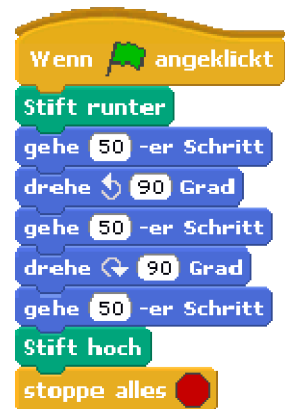 Wenn angeklickt
Stift runter
gehe 50 -er Schritt
drehe 90 Grad
gehe 50 -er Schritt
drehe 90 Grad
gehe 50 -er Schritt
Stift hoch
stoppe alles